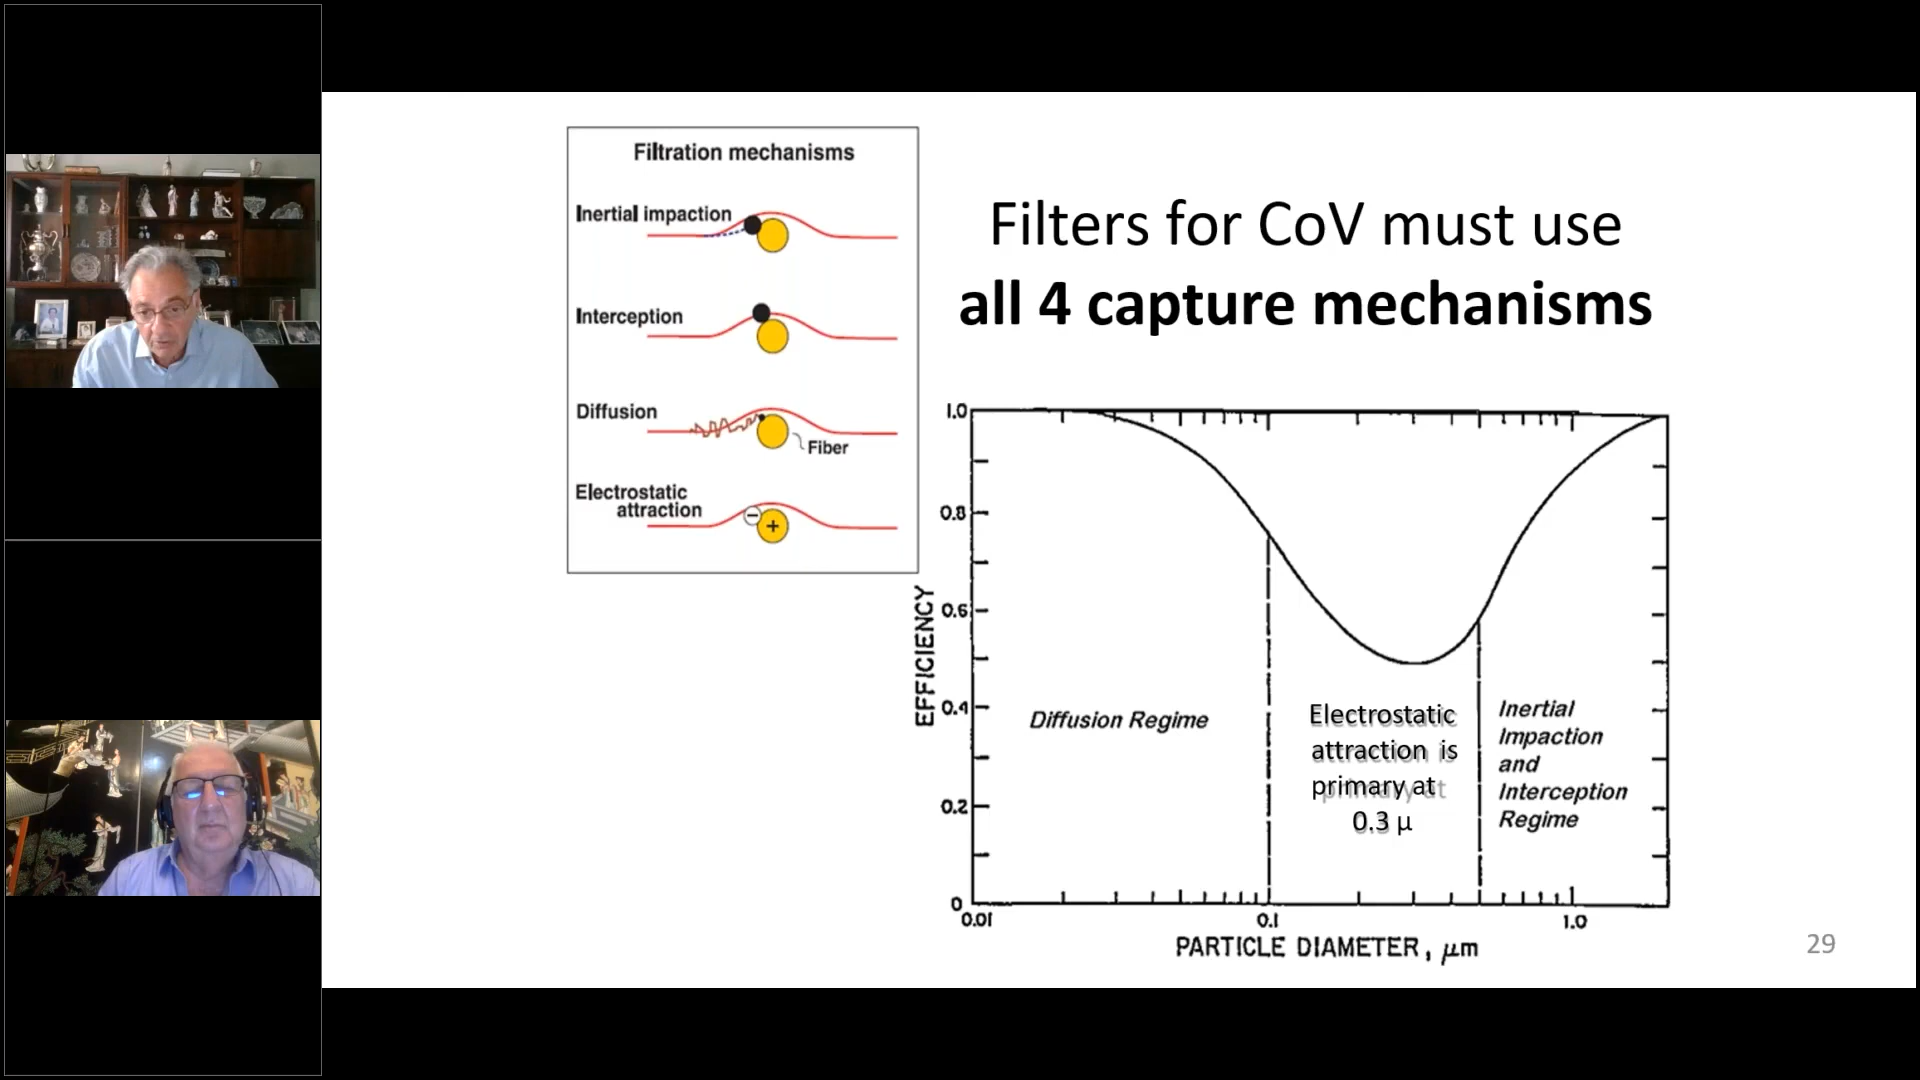 Filtration mechanisms
Inertial impaction
Interception
Diffusion
Fiber
Electrostatic
attraction
−
+
Filters for CoV must use
all 4 capture mechanisms
1.0
0.8
0.6
0.4
0.2
0
EFFICIENCY
Diffusion Regime
Electrostatic
attraction is
primary at
0.3 µ
Inertial
Impaction
and
Interception
Regime
0.01
0.1
1.0
PARTICLE DIAMETER, µm
29